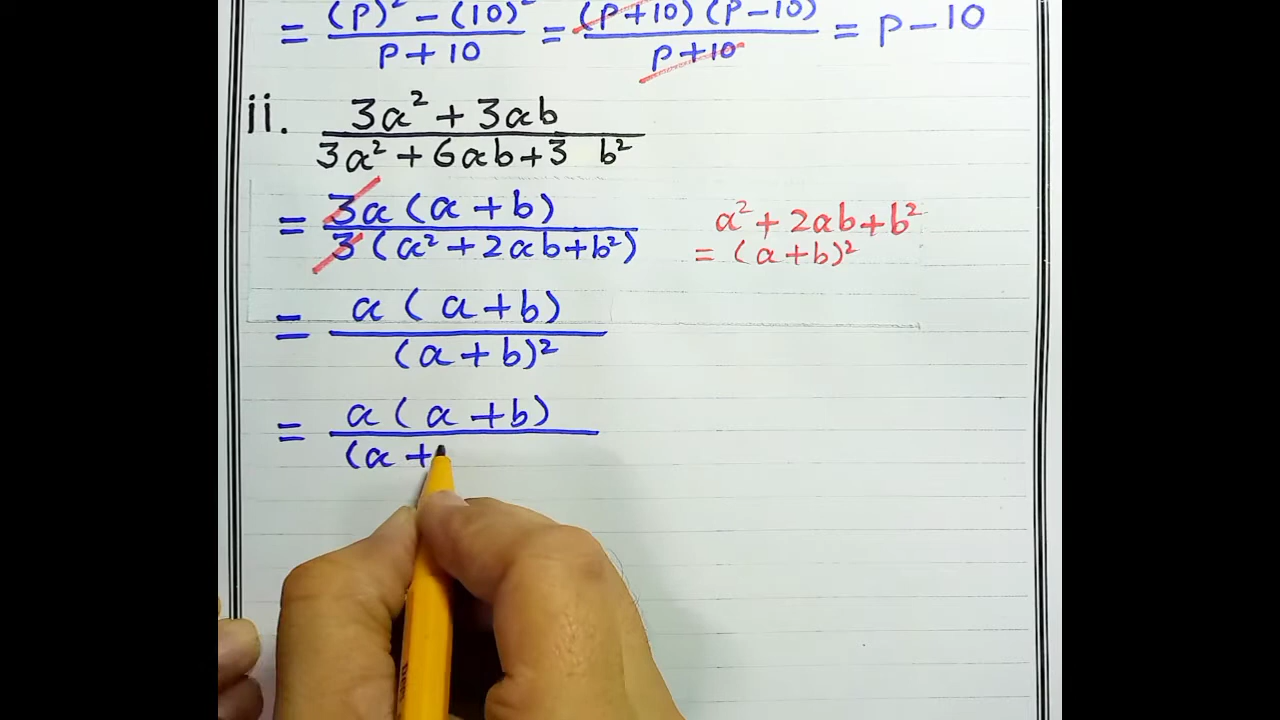 = (p)² − (10)² / p + 10 = (p+10) (p−10) / p+10 = p − 10
ii. 3a² + 3ab / 3a² + 6ab + 3 b²
= 3a (a + b) / 3 (a² + 2ab + b²)
a² + 2ab + b²
= (a+b)²
= a (a + b) / (a + b)²
= a (a + b) / (a +